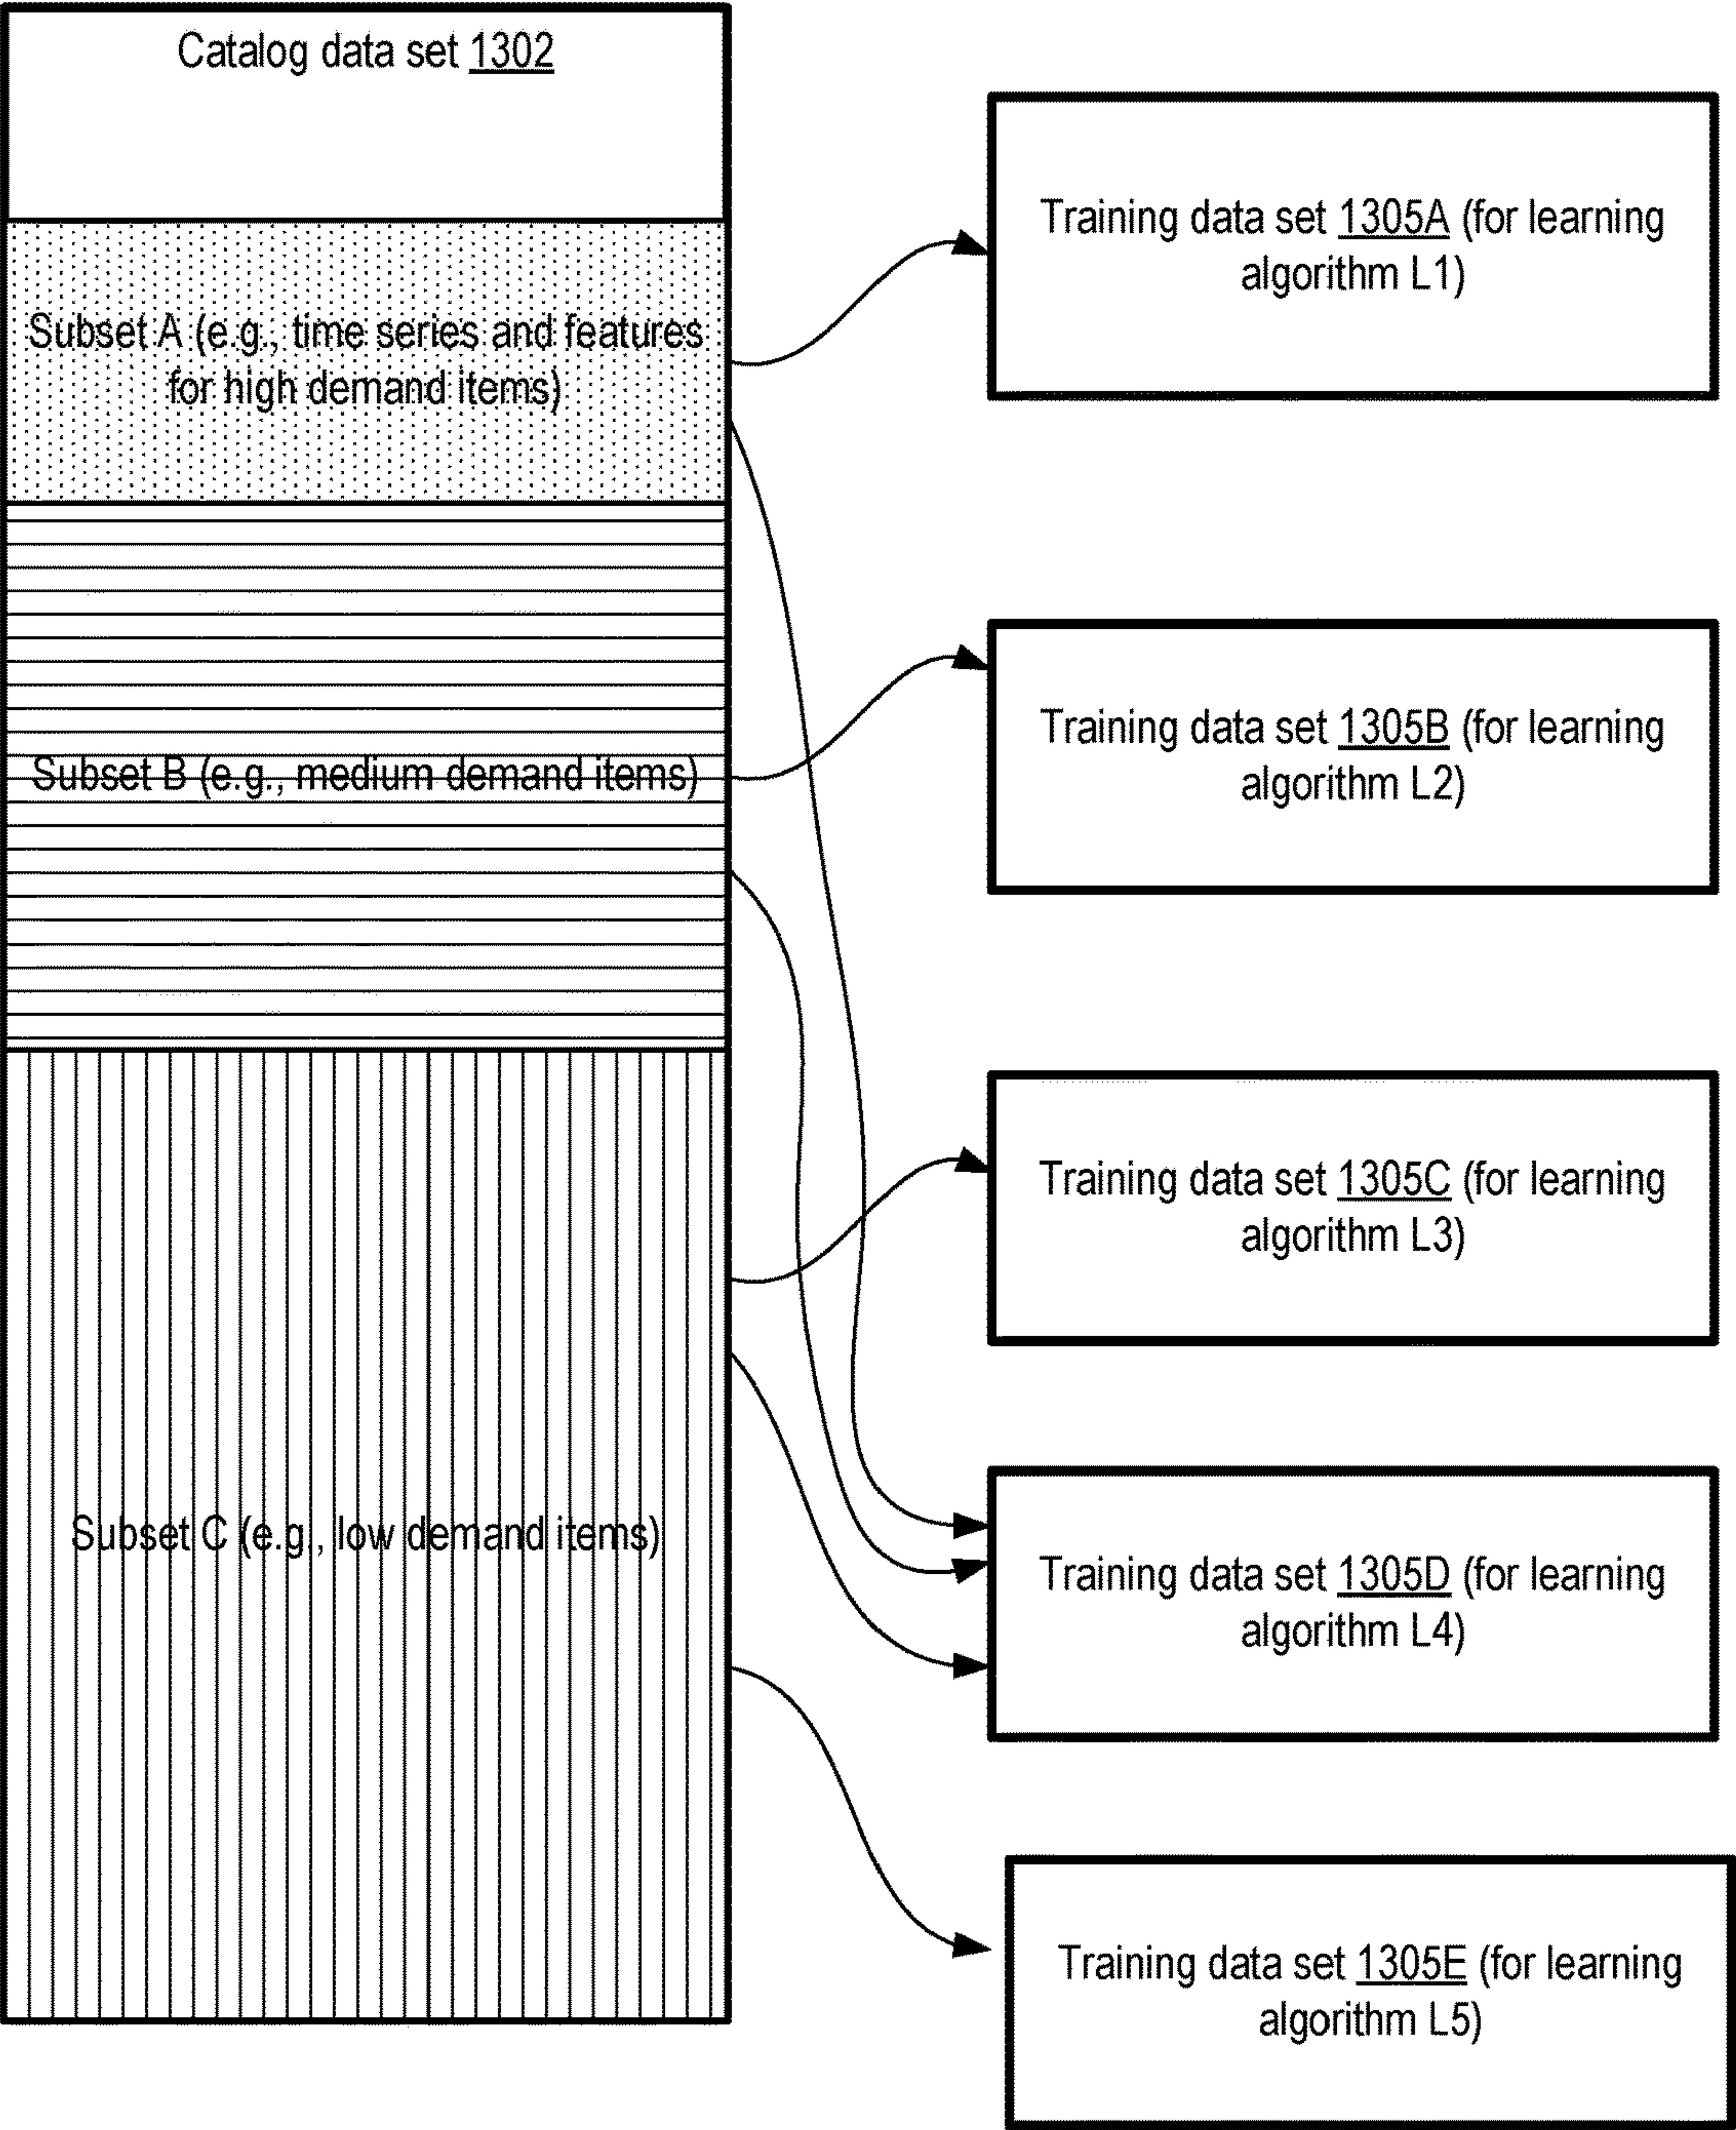 Catalog data set 1302
Subset A (e.g., time series and features
for high demand items)
Subset B (e.g., medium demand items)
Subset C (e.g., low demand items)
Training data set 1305A (for learning
algorithm L1)
Training data set 1305B (for learning
algorithm L2)
Training data set 1305C (for learning
algorithm L3)
Training data set 1305D (for learning
algorithm L4)
Training data set 1305E (for learning
algorithm L5)